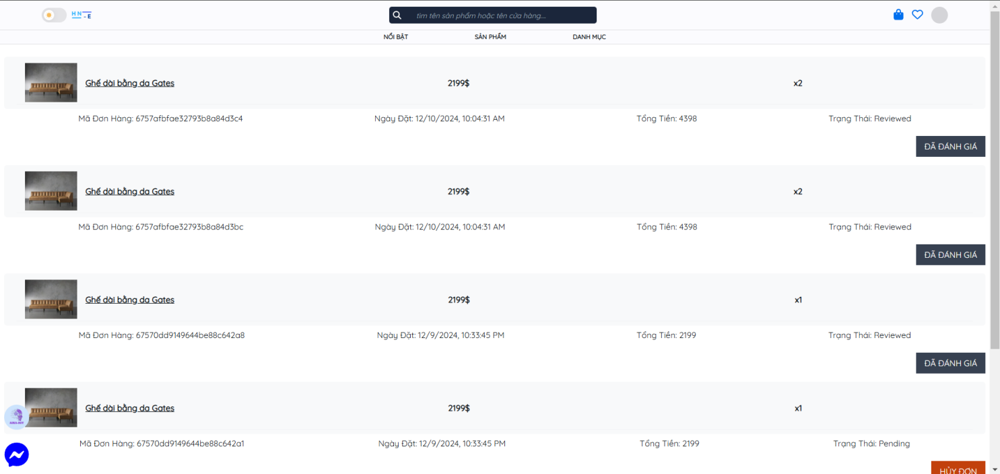 HN
- E
tìm tên sản phẩm hoặc tên cửa hàng...
NỔI BẬT SẢN PHẨM DANH MỤC
Ghế dài bằng da Gates 2199$ x2
Mã Đơn Hàng: 6757afbfae32793b8a84d3c4 Ngày Đặt: 12/10/2024, 10:04:31 AM Tổng Tiền: 4398 Trạng Thái: Reviewed
ĐÃ ĐÁNH GIÁ
Ghế dài bằng da Gates 2199$ x2
Mã Đơn Hàng: 6757afbfae32793b8a84d3bc Ngày Đặt: 12/10/2024, 10:04:31 AM Tổng Tiền: 4398 Trạng Thái: Reviewed
ĐÃ ĐÁNH GIÁ
Ghế dài bằng da Gates 2199$ x1
Mã Đơn Hàng: 67570dd9149644be88c642a8 Ngày Đặt: 12/9/2024, 10:33:45 PM Tổng Tiền: 2199 Trạng Thái: Reviewed
ĐÃ ĐÁNH GIÁ
Ghế dài bằng da Gates 2199$ x1
Mã Đơn Hàng: 67570dd9149644be88c642a1 Ngày Đặt: 12/9/2024, 10:33:45 PM Tổng Tiền: 2199 Trạng Thái: Pending
HỦY ĐƠN